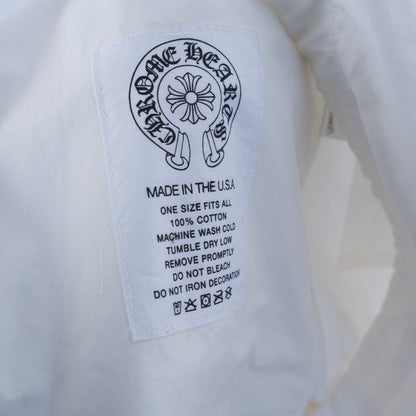 CHROME HEARTS
MADE IN THE U.S.A
ONE SIZE FITS ALL
100% COTTON
MACHINE WASH COLD
TUMBLE DRY LOW
REMOVE PROMPTLY
DO NOT BLEACH
DO NOT IRON DECORATION